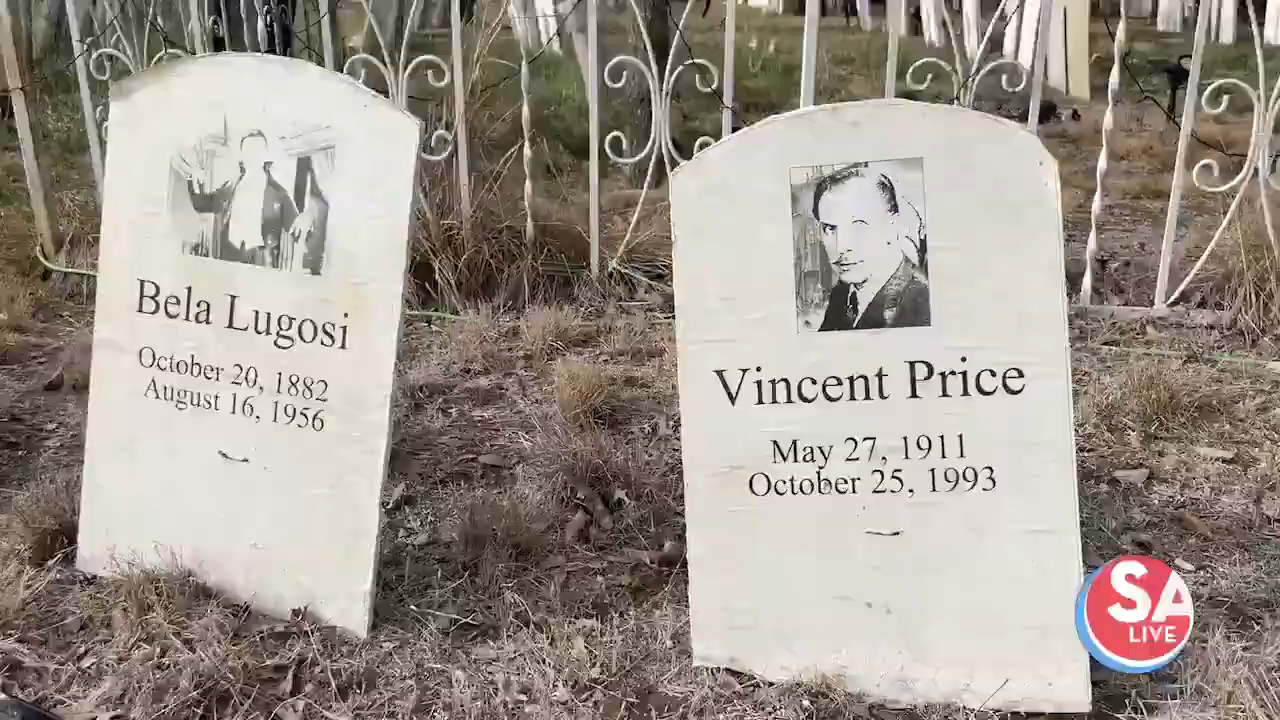 Bela Lugosi
October 20, 1882
August 16, 1956
Vincent Price
May 27, 1911
October 25, 1993
SA
LIVE